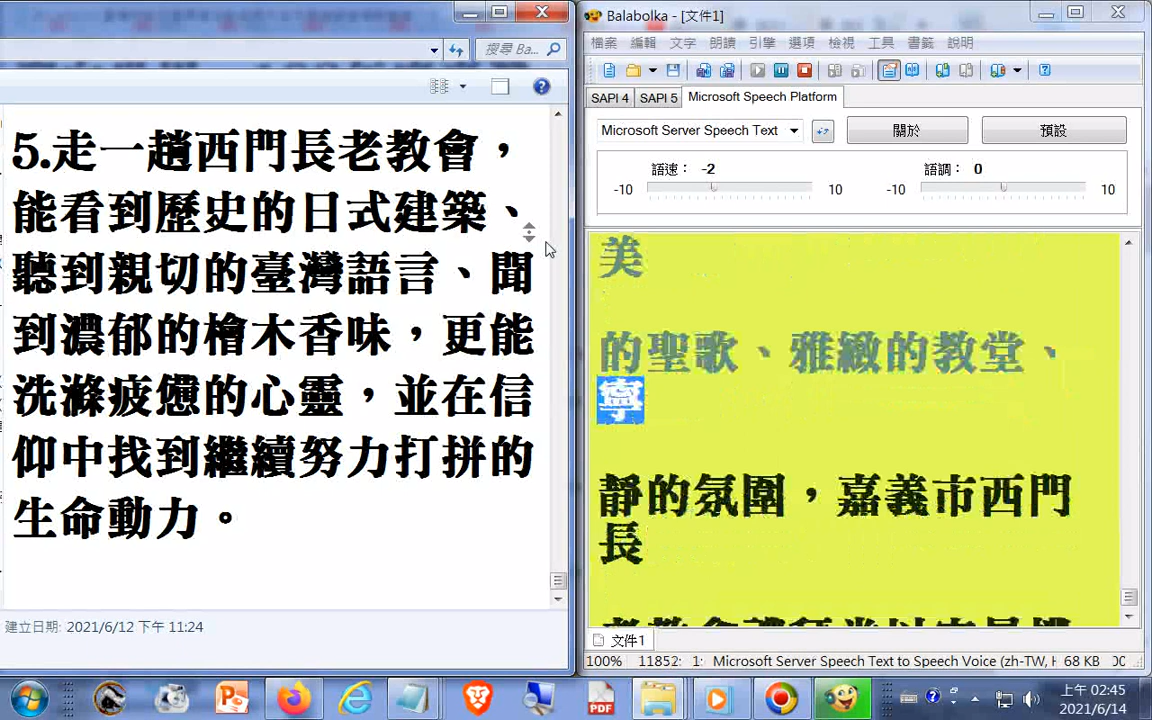 搜尋 Ba...
5.走一趟西門長老教會，
能看到歷史的日式建築、
聽到親切的臺灣語言、聞
到濃郁的檜木香味，更能
洗滌疲憊的心靈，並在信
仰中找到繼續努力打拼的
生命動力。
建立日期: 2021/6/12 下午 11:24
Balabolka - [文件1]
檔案 編輯 文字 朗讀 引擎 選項 檢視 工具 書籤 說明
SAPI 4 SAPI 5 Microsoft Speech Platform
Microsoft Server Speech Text 關於 預設
語速： -2 語調： 0
-10 10 -10 10
美
的聖歌、雅緻的教堂、
寧
靜的氛圍，嘉義市西門
長
文件1
100% 11852: 1: Microsoft Server Speech Text to Speech Voice (zh-TW, H 68 KB
PDF
上午 02:45
2021/6/14